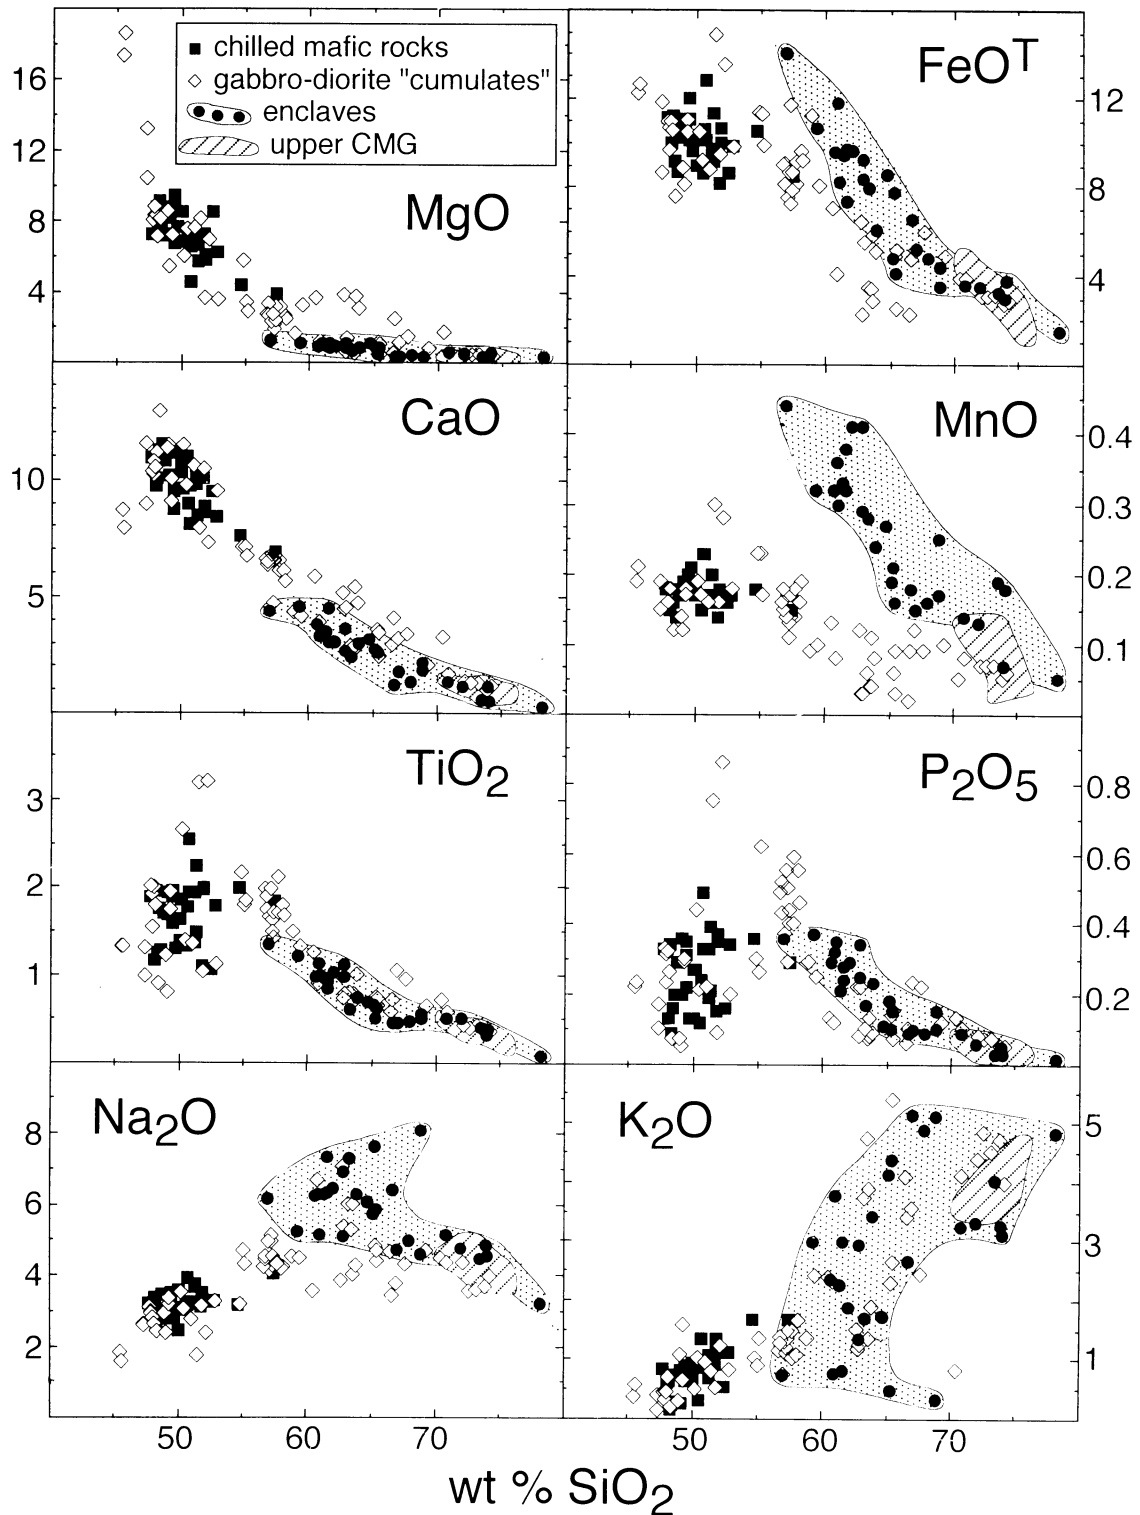 chilled mafic rocks
gabbro-diorite "cumulates"
enclaves
upper CMG
MgO
16
12
8
4
FeOT
12
8
4
CaO
10
5
MnO
0.4
0.3
0.2
0.1
TiO2
3
2
1
P2O5
0.8
0.6
0.4
0.2
Na2O
8
6
4
2
K2O
5
3
1
50 60 70 50 60 70
wt % SiO2